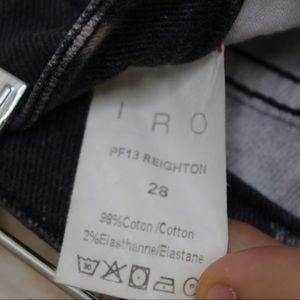 IRO
PF13 REIGHTON
28
98%Coton/Cotton
2%Elasthanne/Elastane